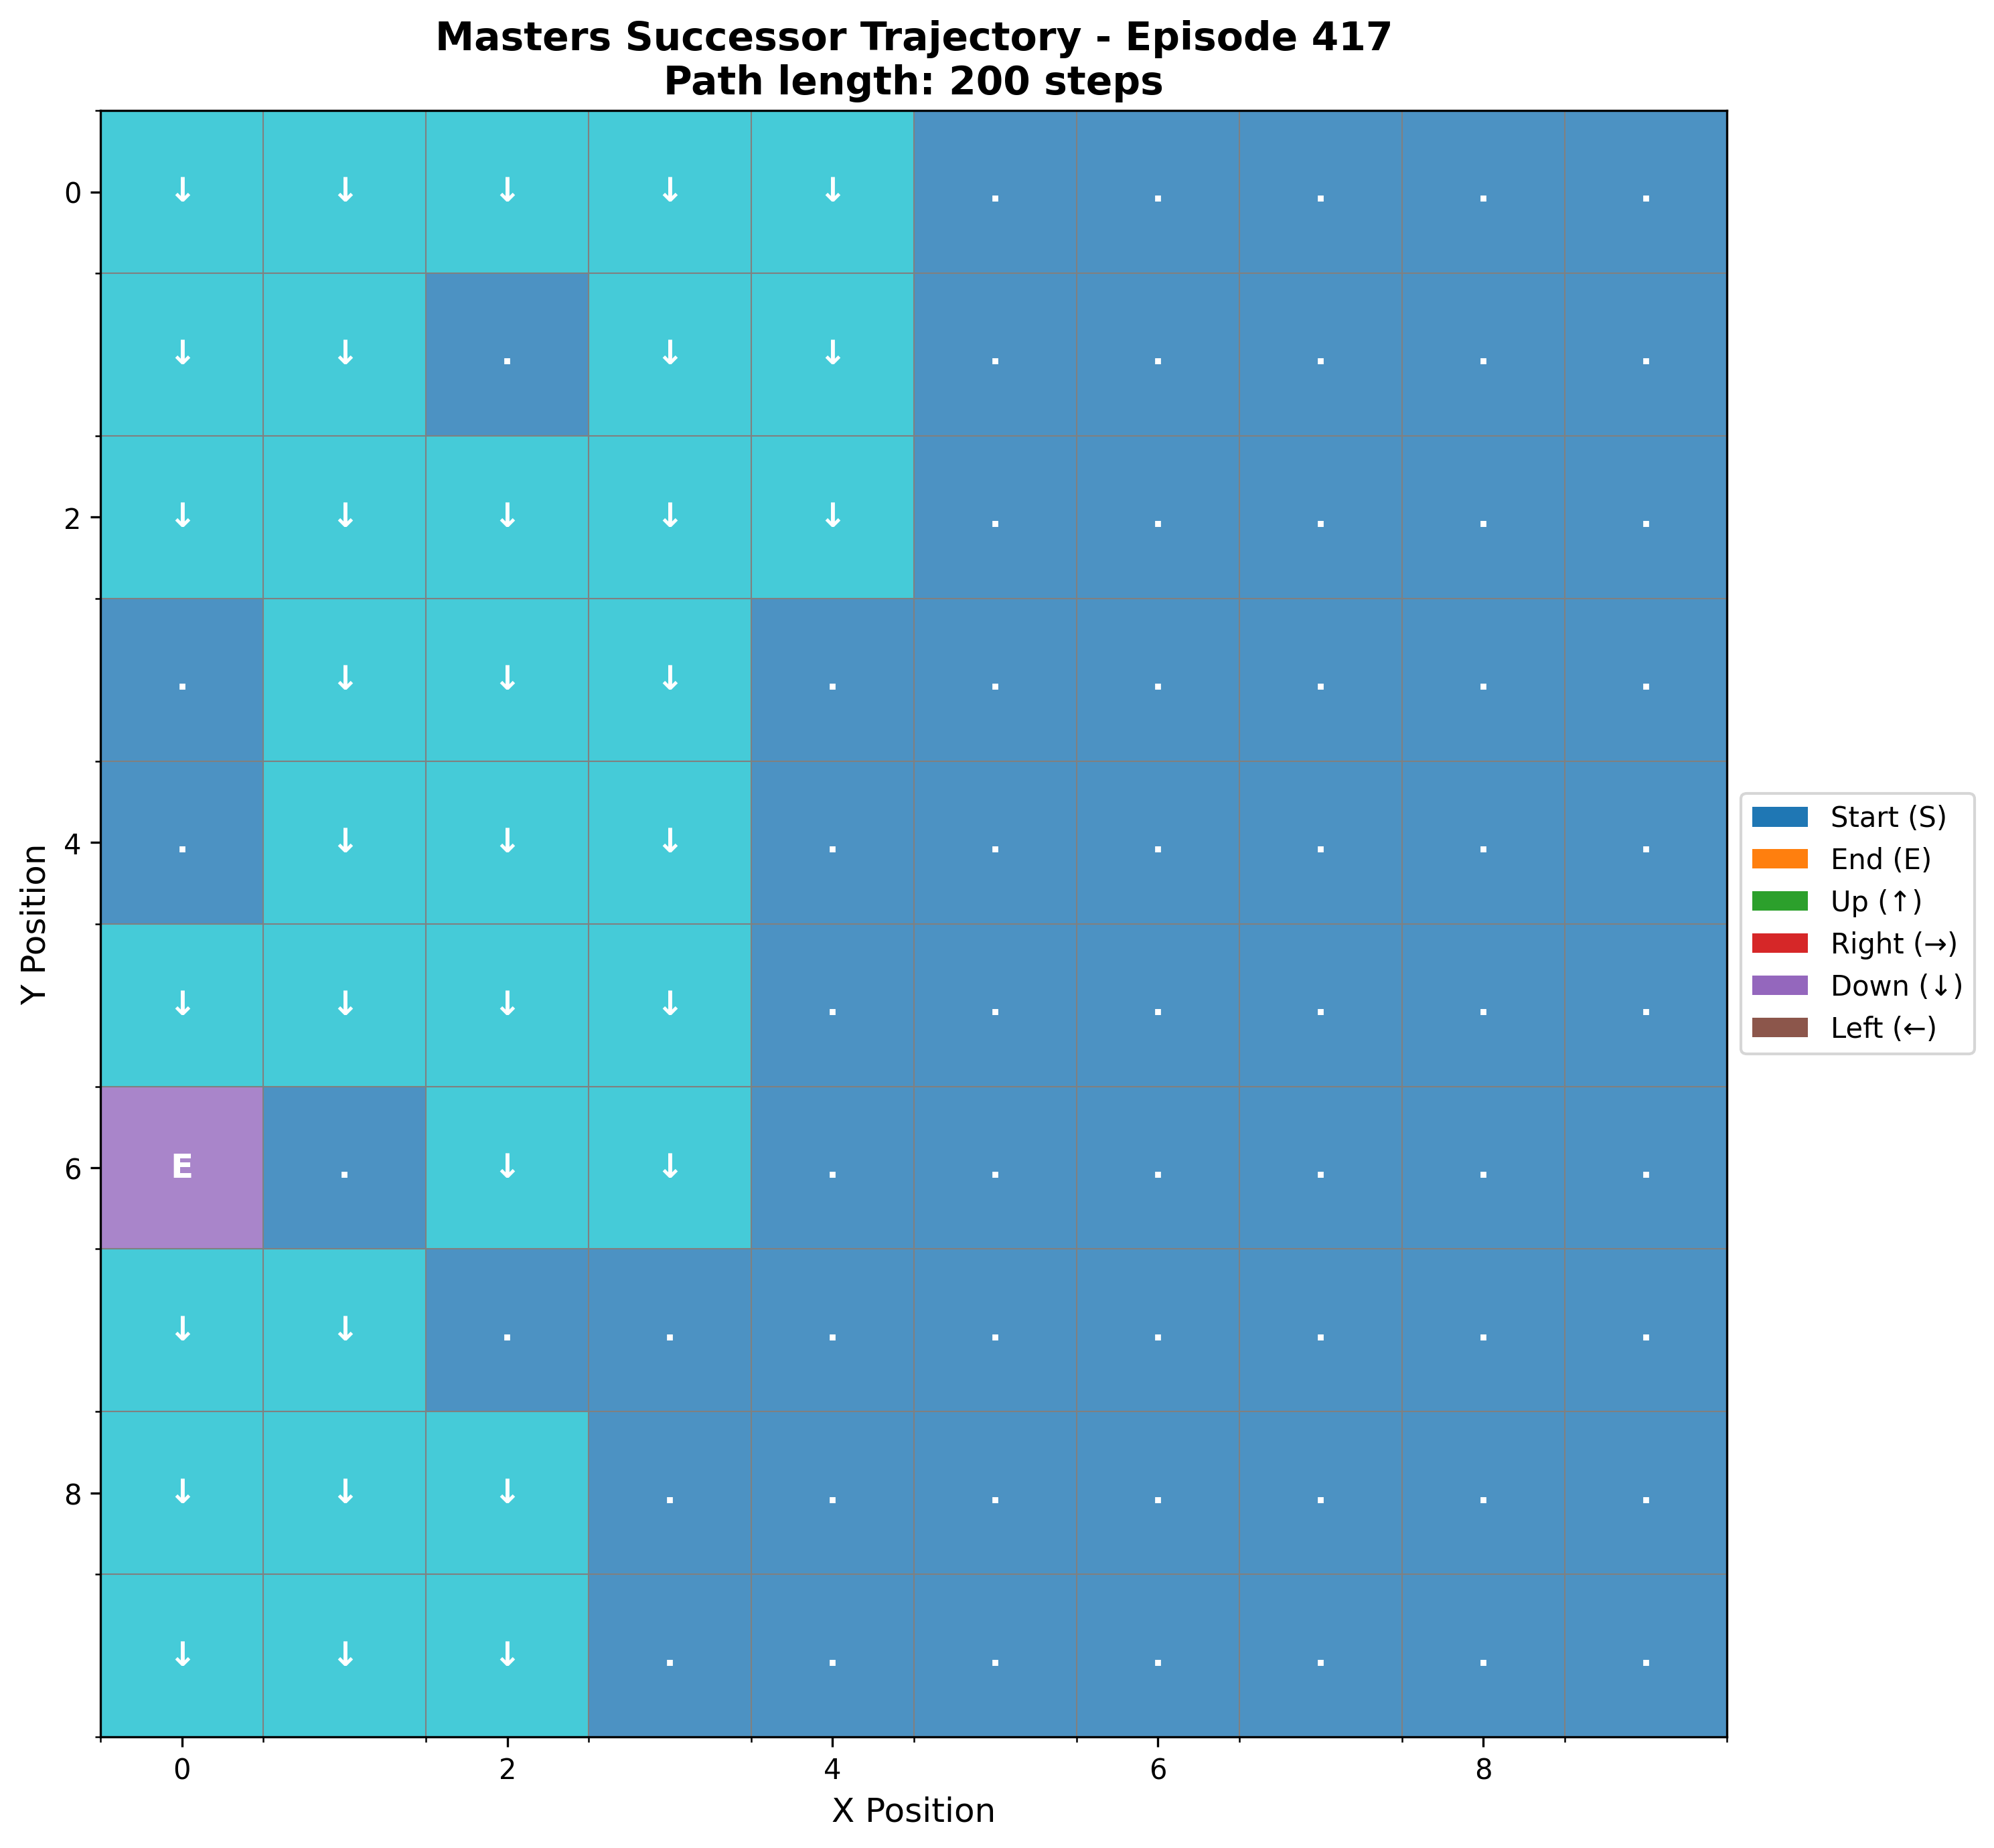 Masters Successor Trajectory - Episode 417
Path length: 200 steps
0 ↓ ↓ ↓ ↓ ↓ . . . . .
↓ ↓ . ↓ ↓ . . . . .
2 ↓ ↓ ↓ ↓ ↓ . . . . .
. ↓ ↓ ↓ . . . . . .
4 . ↓ ↓ ↓ . . . . . .
↓ ↓ ↓ ↓ . . . . . .
6 E . ↓ ↓ . . . . . .
↓ ↓ . . . . . . . .
8 ↓ ↓ ↓ . . . . . . .
↓ ↓ ↓ . . . . . . .
0 2 4 6 8
X Position
Y Position
Start (S)
End (E)
Up (↑)
Right (→)
Down (↓)
Left (←)